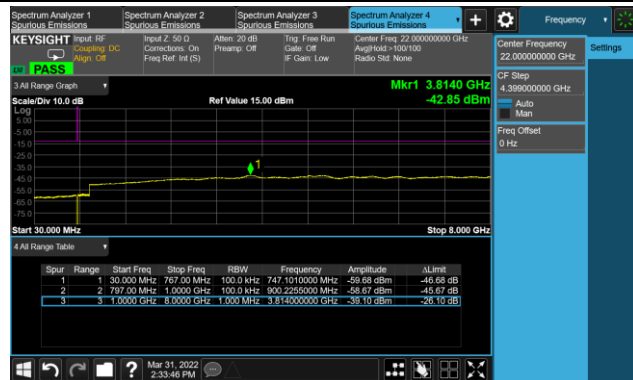 Spectrum Analyzer 1 Spectrum Analyzer 2 Spectrum Analyzer 3 Spectrum Analyzer 4
Spurious Emissions Spurious Emissions Spurious Emissions Spurious Emissions
+
Frequency
KEYSIGHT Input: RF Input Z: 50 Ω Atten: 20 dB Trig: Free Run Center Freq: 22.000000000 GHz
Coupling: DC Corrections: On Preamp: Off Gate: Off Avg|Hold:>100/100
Align: Off Freq Ref: Int (S) IF Gain: Low Radio Std: None
PASS
Center Frequency
22.00000000 GHz
Settings
CF Step
4.399000000 GHz
Auto
Man
Freq Offset
0 Hz
3 All Range Graph
Mkr1 3.8140 GHz
Scale/Div 10.0 dB Ref Value 15.00 dBm -42.85 dBm
Log
5.00
-5.00
-15.0
-25.0
-35.0
-45.0
-55.0
-65.0
-75.0
1
Start 30.000 MHz Stop 8.000 GHz
4 All Range Table
Spur Range Start Freq Stop Freq RBW Frequency Amplitude ΔLimit
1 1 30.000 MHz 767.00 MHz 100.0 kHz 747.1010000 MHz -59.68 dBm -46.68 dB
2 2 797.00 MHz 1.0000 GHz 100.0 kHz 900.2255000 MHz -58.67 dBm -45.67 dB
3 3 1.0000 GHz 8.0000 GHz 1.000 MHz 3.814000000 MHz -39.10 dBm -26.10 dB
?
Mar 31, 2022
2:33:46 PM